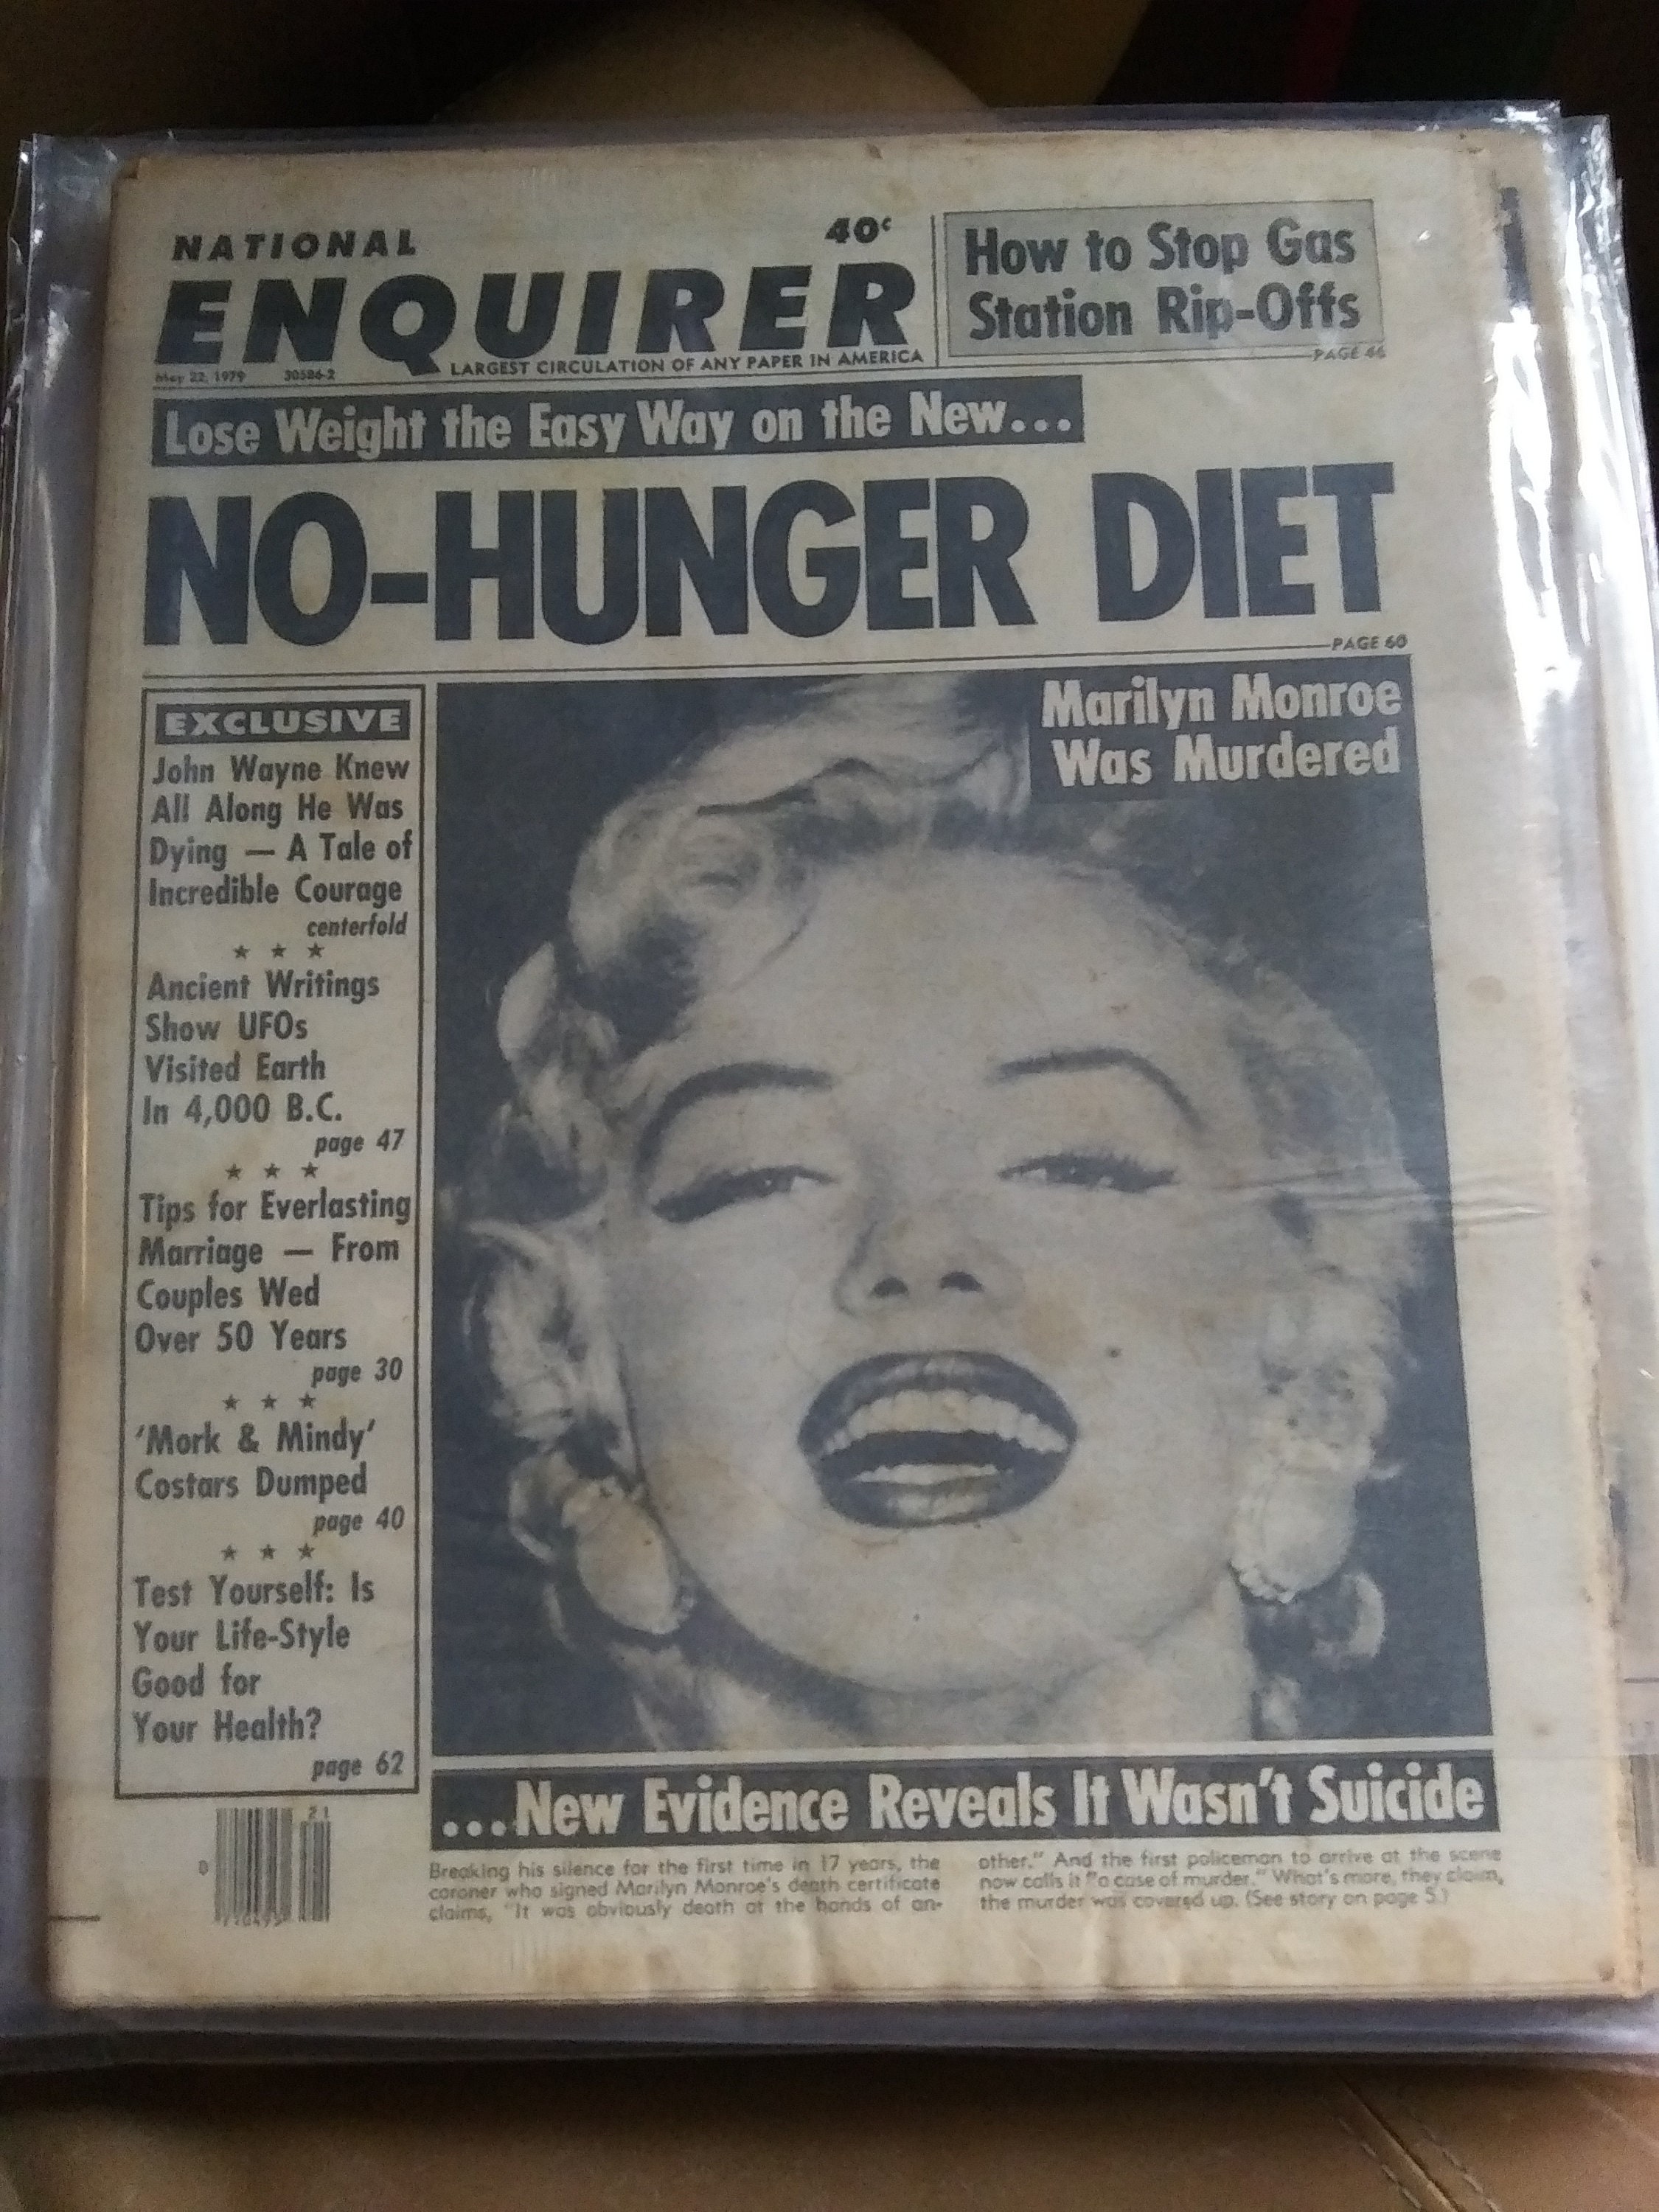 NATIONAL
40¢
ENQUIRER
LARGEST CIRCULATION OF ANY PAPER IN AMERICA
May 22, 1979 30586-2
How to Stop Gas
Station Rip-Offs
PAGE 46
Lose Weight the Easy Way on the New...
NO-HUNGER DIET
PAGE 60
EXCLUSIVE
John Wayne Knew
All Along He Was
Dying — A Tale of
Incredible Courage
centerfold
★ ★ ★
Ancient Writings
Show UFOs
Visited Earth
In 4,000 B.C.
page 47
★ ★ ★
Tips for Everlasting
Marriage — From
Couples Wed
Over 50 Years
page 30
★ ★ ★
'Mork & Mindy'
Costars Dumped
page 40
★ ★ ★
Test Yourself: Is
Your Life-Style
Good for
Your Health?
page 62
Marilyn Monroe
Was Murdered
...New Evidence Reveals It Wasn't Suicide
Breaking his silence for the first time in 17 years, the
coroner who signed Marilyn Monroe's death certificate
claims, "It was obviously death at the hands of an-
other." And the first policeman to arrive at the scene
now calls it "a case of murder." What's more, they claim,
the murder was covered up. (See story on page 5.)
21
0